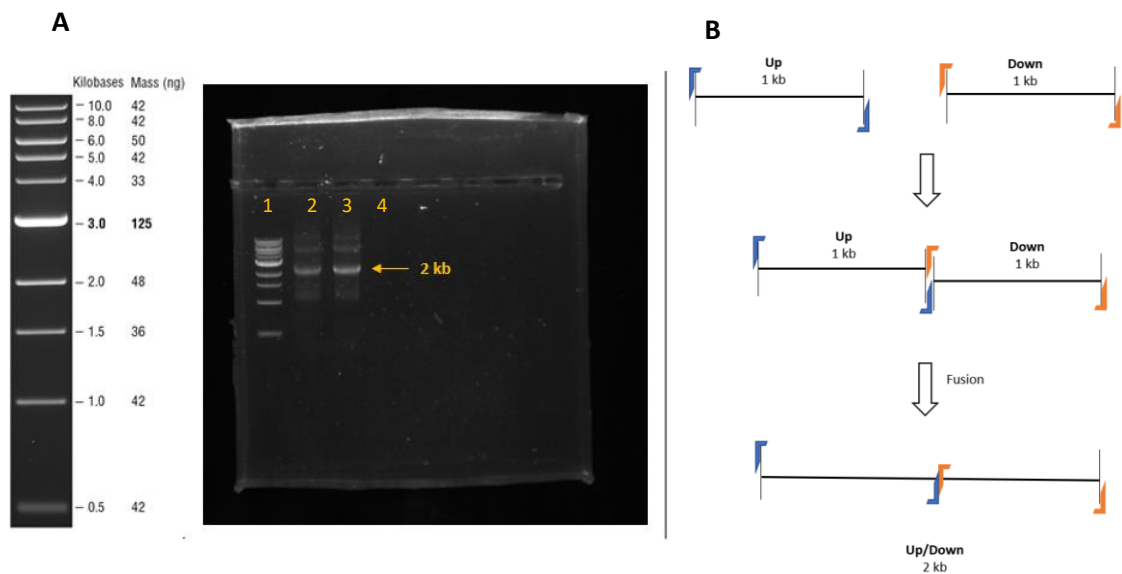 A
Kilobases Mass (ng)
10.0 42
8.0 42
6.0 50
5.0 42
4.0 33
3.0 125
2.0 48
1.5 36
1.0 42
0.5 42
1 2 3 4
2 kb
B
Up
1 kb
Down
1 kb
Up
1 kb
Down
1 kb
Fusion
Up/Down
2 kb